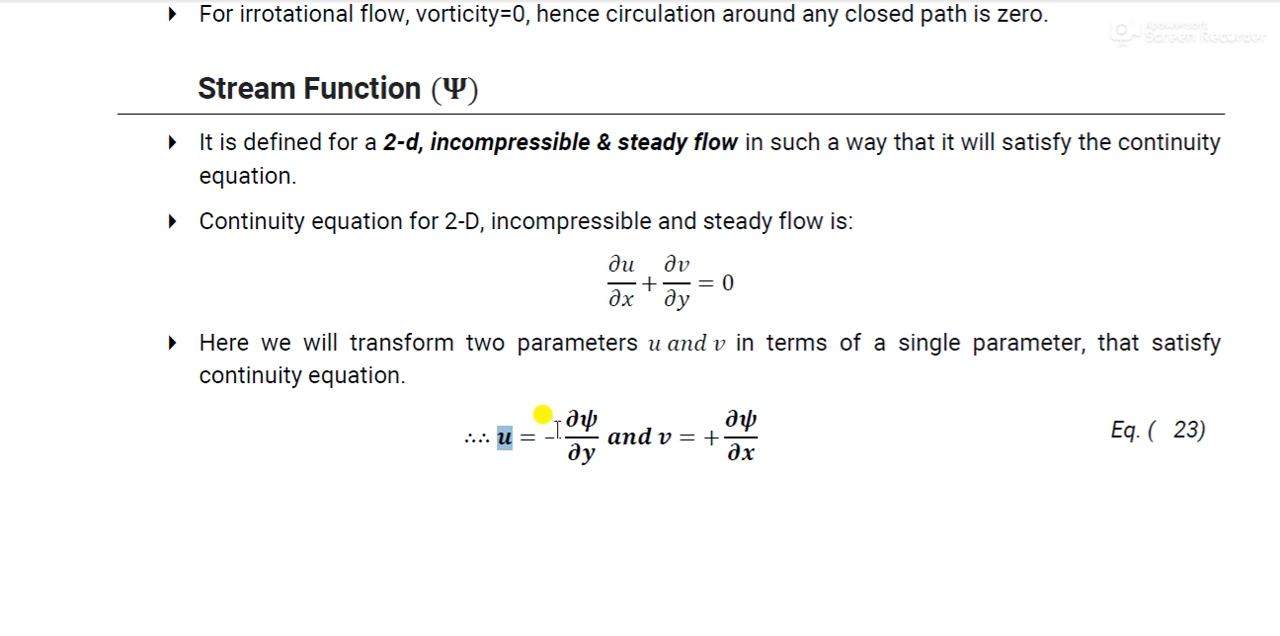 For irrotational flow, vorticity=0, hence circulation around any closed path is zero.
Apowersoft
Screen Recorder
Stream Function (Ψ)
It is defined for a 2-d, incompressible & steady flow in such a way that it will satisfy the continuity
equation.
Continuity equation for 2-D, incompressible and steady flow is:
∂u/∂x + ∂v/∂y = 0
Here we will transform two parameters u and v in terms of a single parameter, that satisfy
continuity equation.
∴∴ u = −∂ψ/∂y and v = +∂ψ/∂x Eq. ( 23)